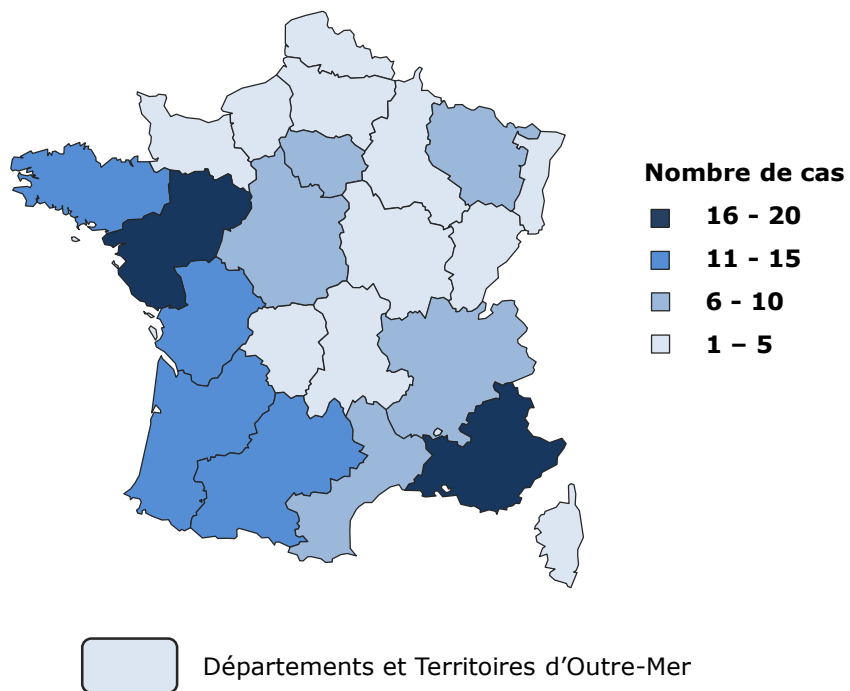 Nombre de cas
16 - 20
11 - 15
6 - 10
1 – 5
Départements et Territoires d’Outre-Mer